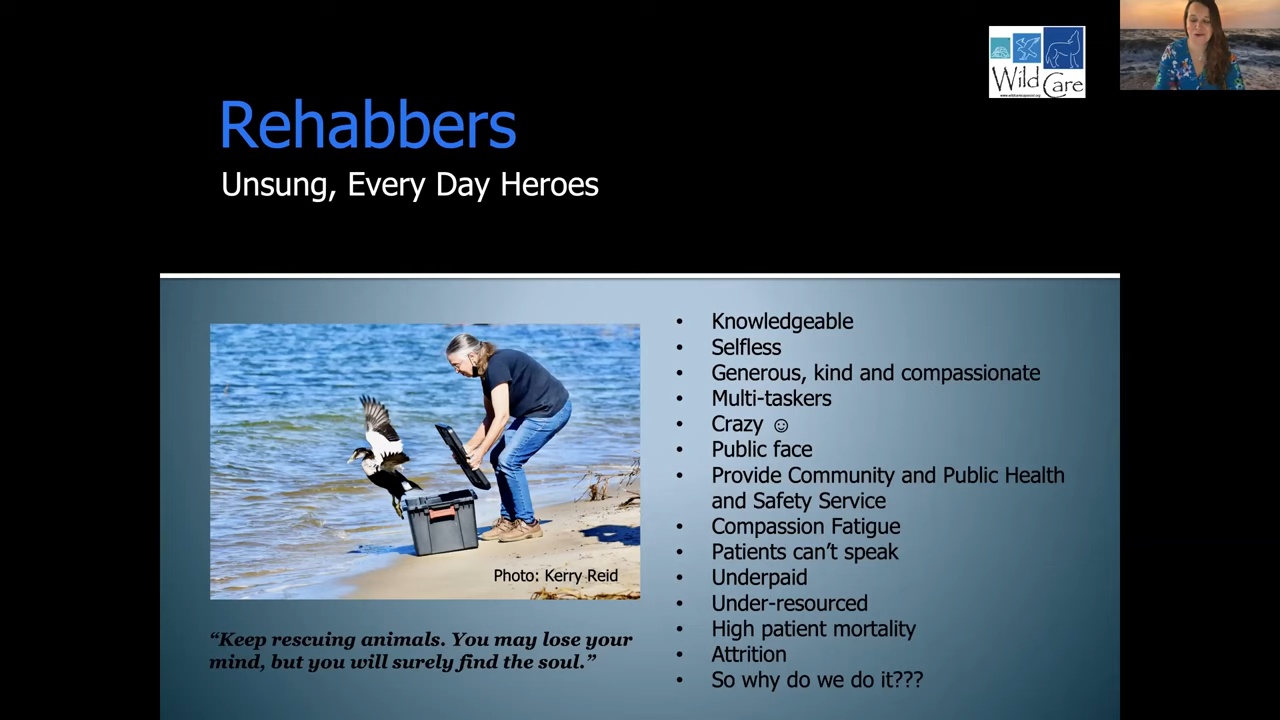 Wild Care
Rehabbers
Unsung, Every Day Heroes
Photo: Kerry Reid
“Keep rescuing animals. You may lose your
mind, but you will surely find the soul.”
• Knowledgeable
• Selfless
• Generous, kind and compassionate
• Multi-taskers
• Crazy ☺
• Public face
• Provide Community and Public Health
and Safety Service
• Compassion Fatigue
• Patients can’t speak
• Underpaid
• Under-resourced
• High patient mortality
• Attrition
• So why do we do it???